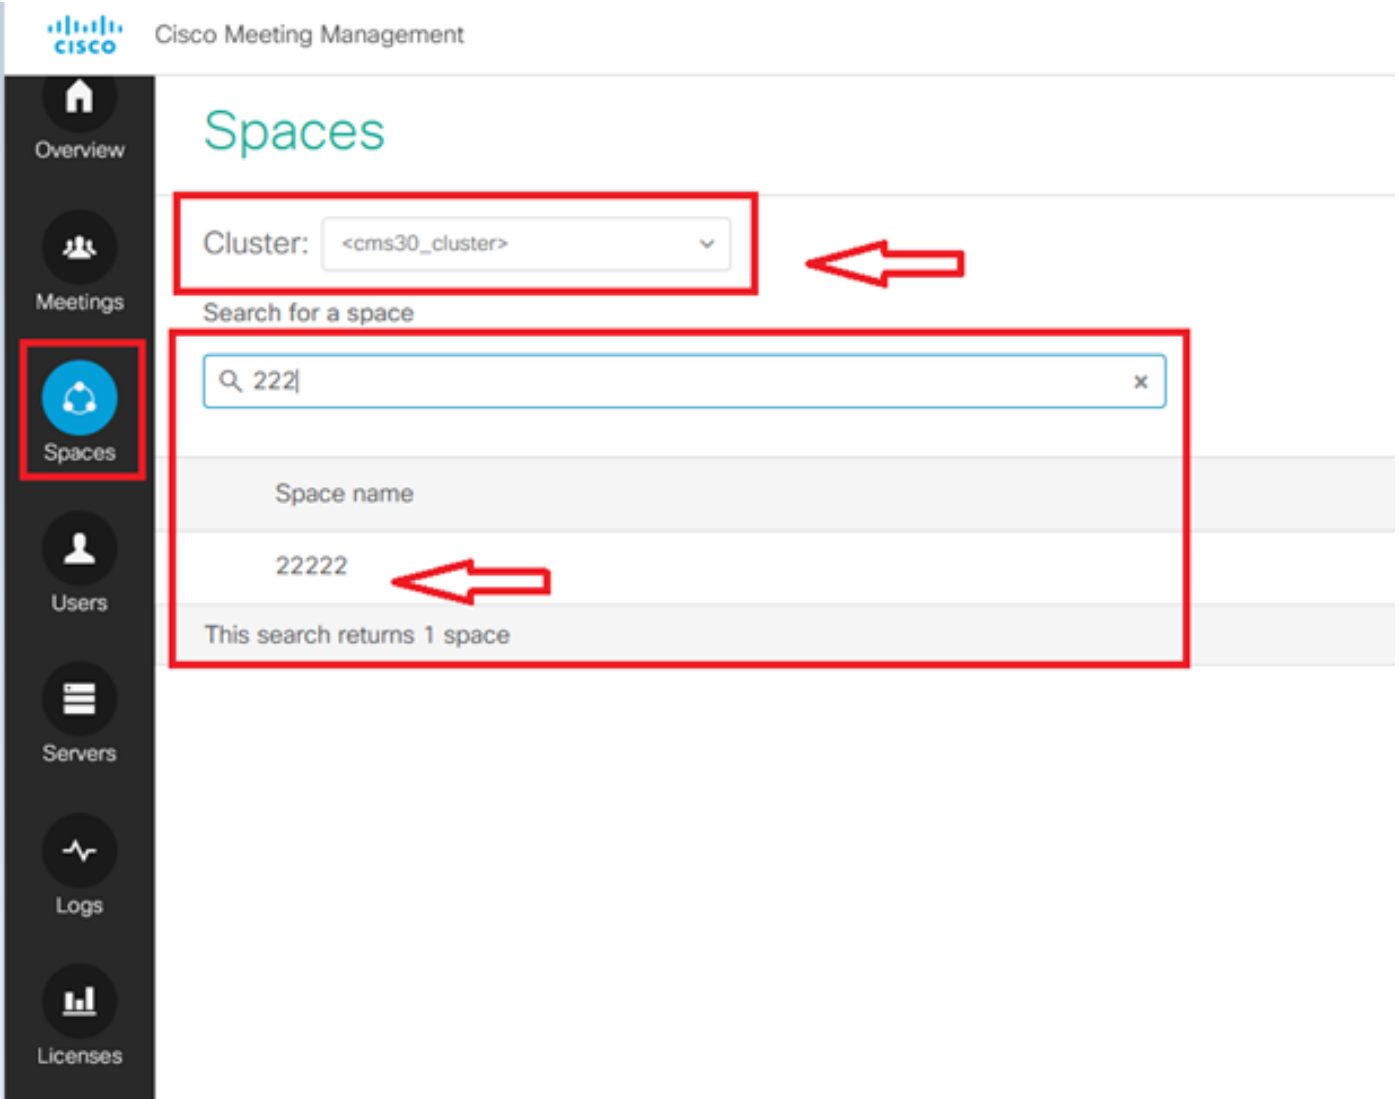 CISCO
Cisco Meeting Management
Overview
Meetings
Spaces
Users
Servers
Logs
Licenses
Spaces
Cluster: <cms30_cluster>
Search for a space
222
Space name
22222
This search returns 1 space